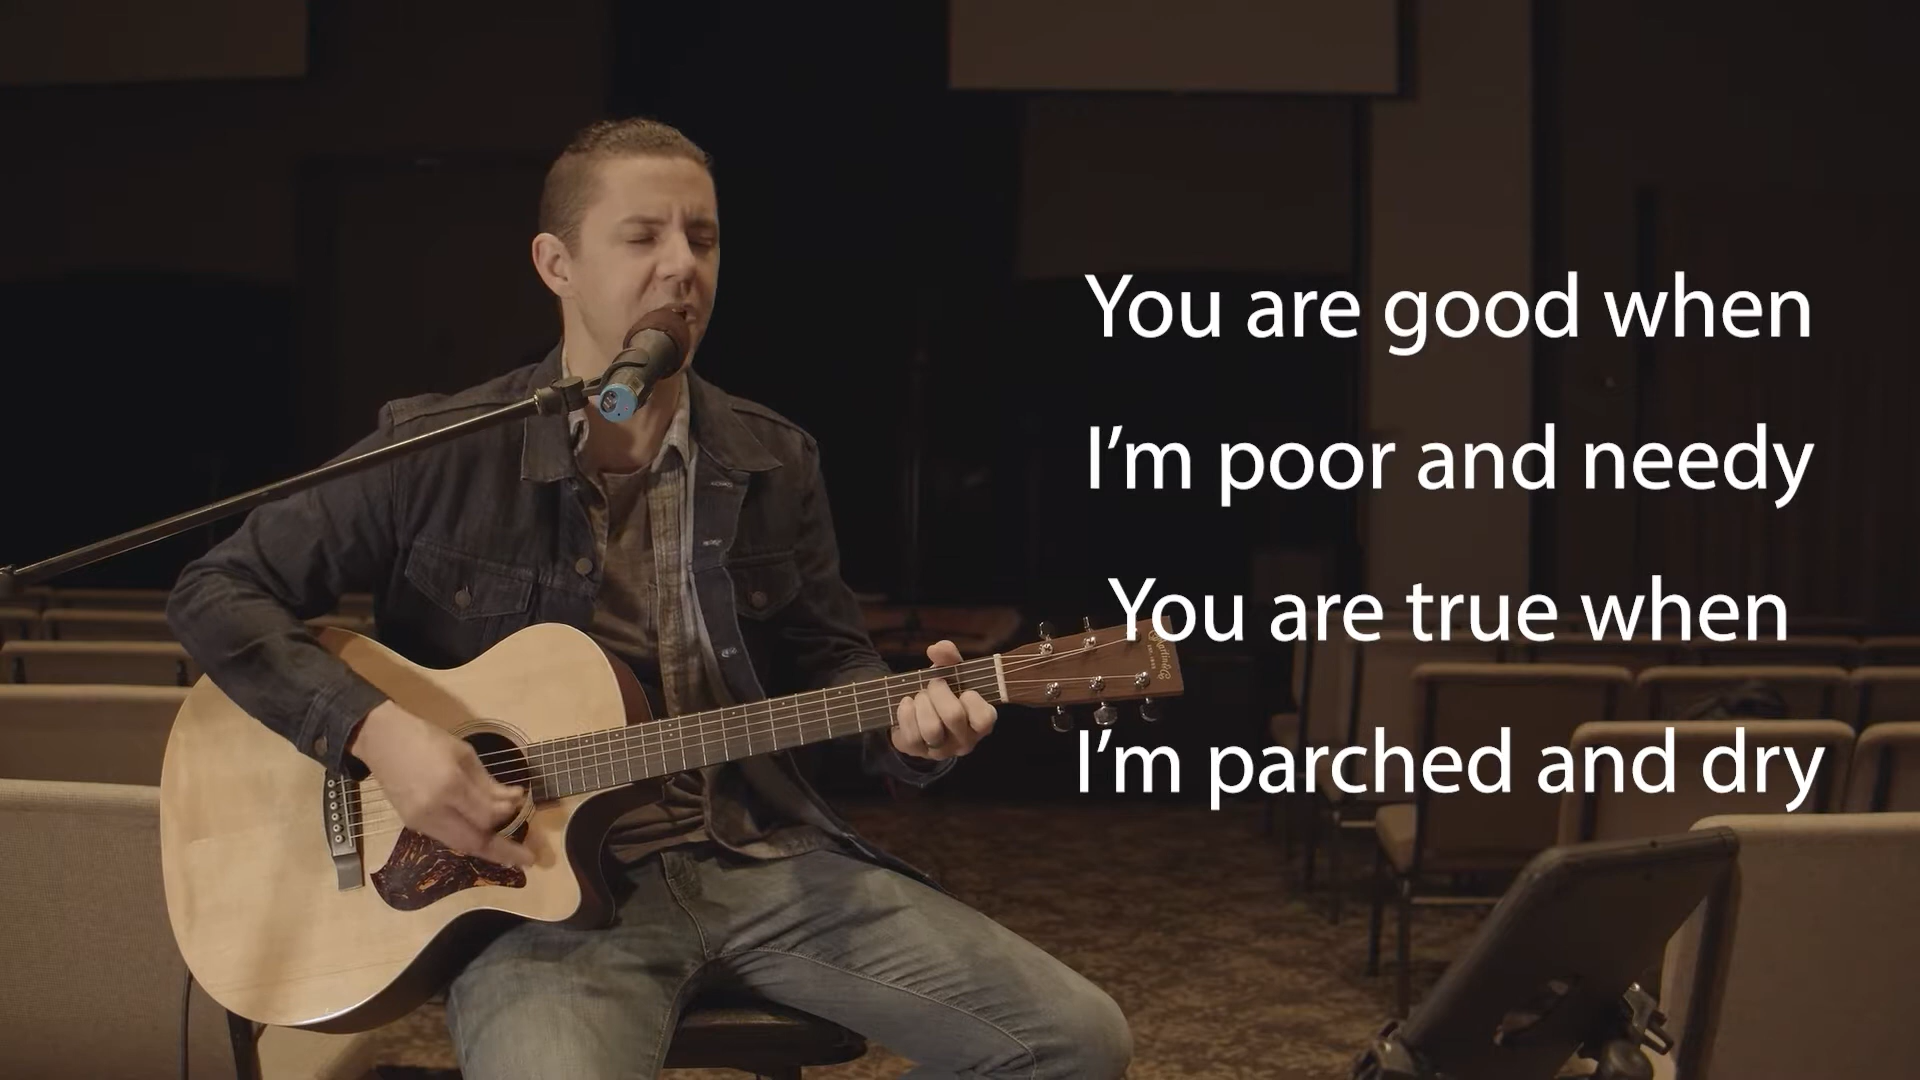 You are good when
I’m poor and needy
You are true when
I’m parched and dry